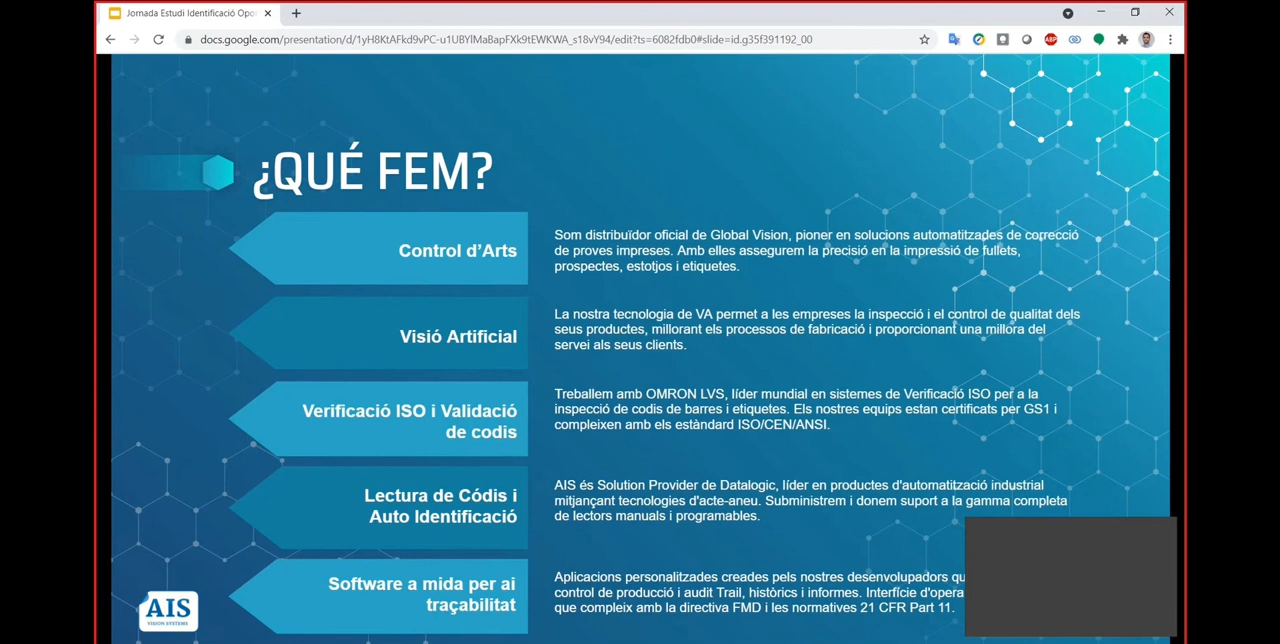 Jornada Estudi Identificació Opo
docs.google.com/presentation/d/1yH8KtAFkd9vPC-u1UBYlMaBapFXk9tEWKWA_s18vY94/edit?ts=6082fdb0#slide=id.g35f391192_00
ABP
¿QUÉ FEM?
Control d'Arts
Som distribuïdor oficial de Global Vision, pioner en solucions automatitzades de correcció
de proves impreses. Amb elles assegurem la precisió en la impressió de fullets,
prospectes, estotjos i etiquetes.
Visió Artificial
La nostra tecnologia de VA permet a les empreses la inspecció i el control de qualitat dels
seus productes, millorant els processos de fabricació i proporcionant una millora del
servei als seus clients.
Verificació ISO i Validació
de codis
Treballem amb OMRON LVS, líder mundial en sistemes de Verificació ISO per a la
inspecció de codis de barres i etiquetes. Els nostres equips estan certificats per GS1 i
compleixen amb els estàndard ISO/CEN/ANSI.
Lectura de Códis i
Auto Identificació
AIS és Solution Provider de Datalogic, líder en productes d'automatització industrial
mitjançant tecnologies d'acte-aneu. Subministrem i donem suport a la gamma completa
de lectors manuals i programables.
Software a mida per ai
traçabilitat
Aplicacions personalitzades creades pels nostres desenvolupadors qu
control de producció i audit Trail, històrics i informes. Interfície d'opera
que compleix amb la directiva FMD i les normatives 21 CFR Part 11.
AIS
VISION SYSTEMS